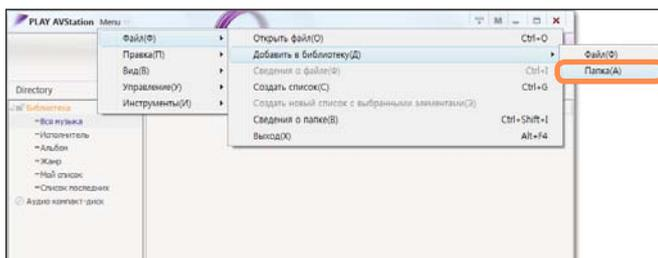 PLAY AVStation Menu
Файл(Ф)
Правка(П)
Вид(В)
Управление(У)
Инструменты(И)
Открыть файл(О) Ctrl+O
Добавить в библиотеку(Д)
Сведения о файле(Ф) Ctrl+I
Создать список(С) Ctrl+G
Создать новый список с выбранными элементами(Э)
Сведения о папке(В) Ctrl+Shift+I
Выход(Х) Alt+F4
Файл(Ф)
Папка(А)
Directory
Библиотека
Вся музыка
Исполнитель
Альбом
Жанр
Мой список
Список последних
Аудио компакт-диск